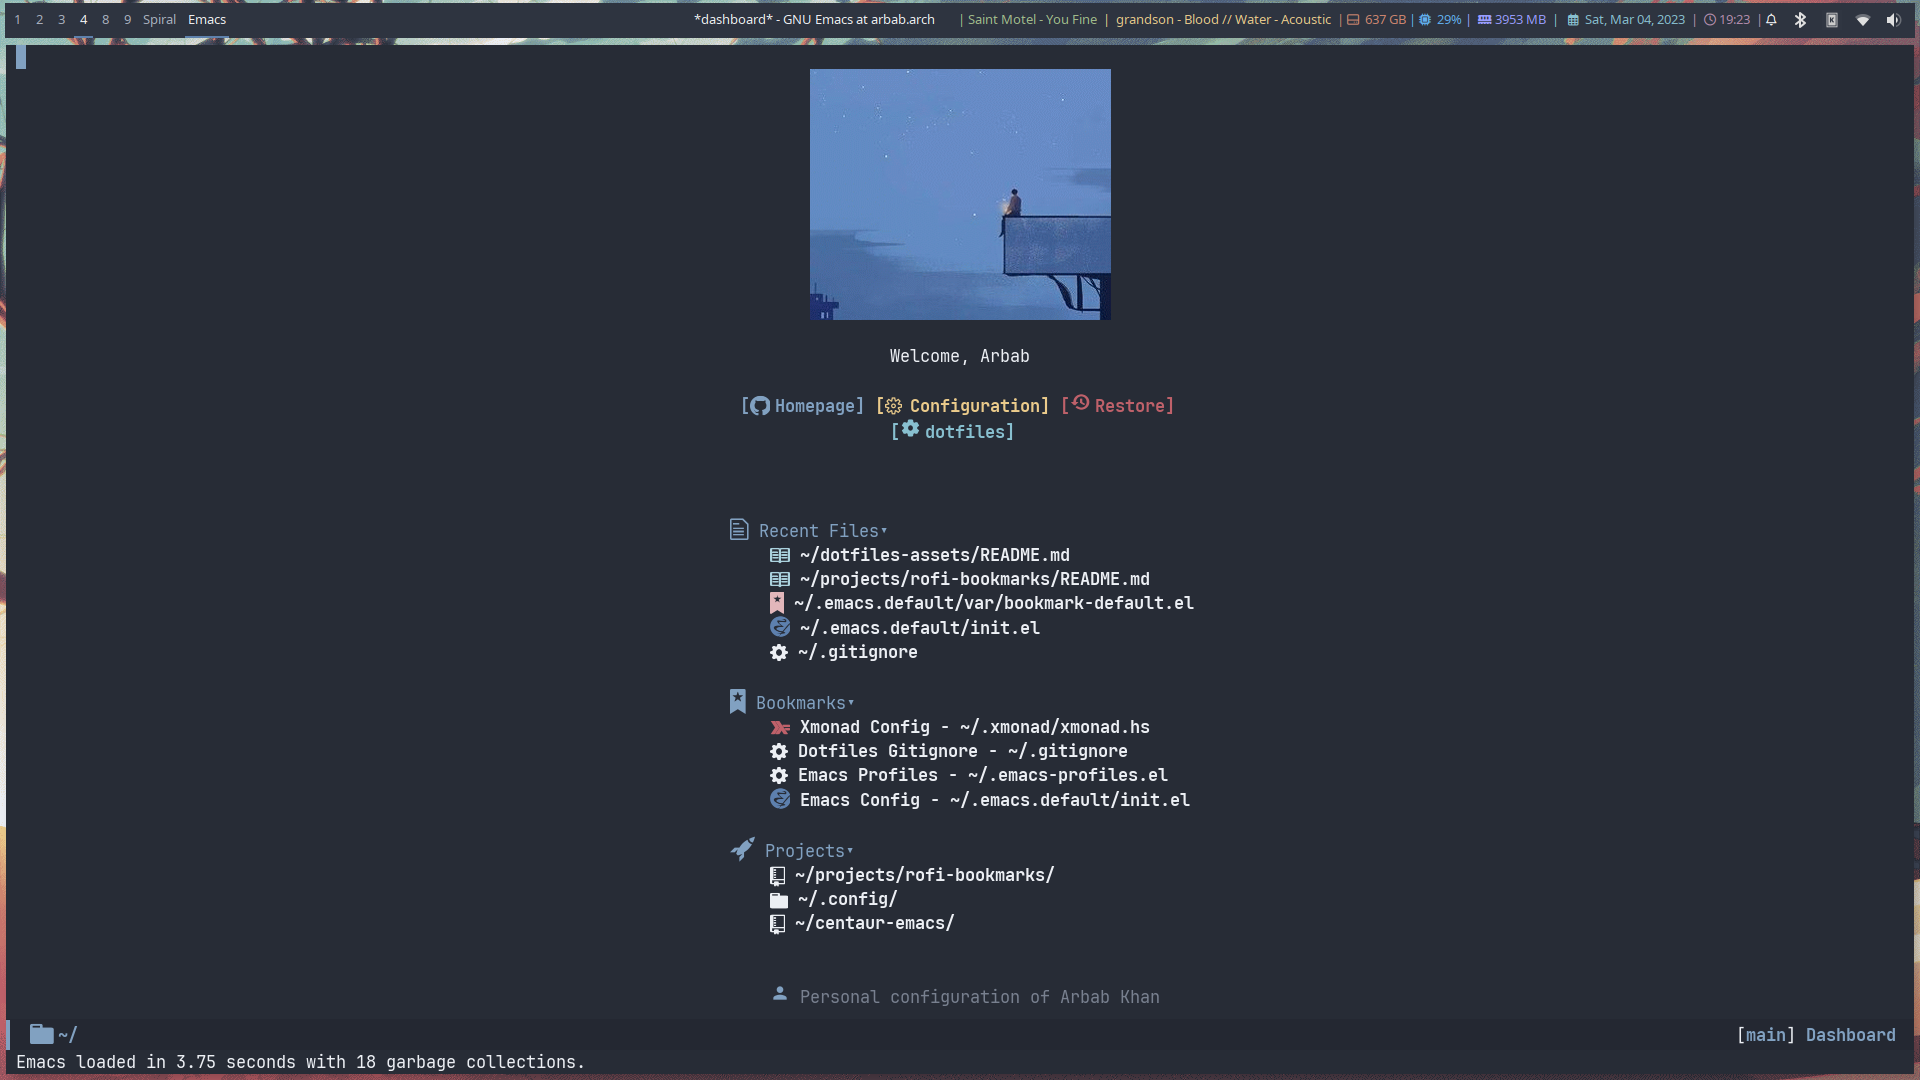 1 2 3 4 8 9 Spiral Emacs *dashboard* - GNU Emacs at arbab.arch | Saint Motel - You Fine | grandson - Blood // Water - Acoustic | 637 GB | 29% | 3953 MB | Sat, Mar 04, 2023 | 19:23 |
Welcome, Arbab
[Homepage] [Configuration] [Restore]
[dotfiles]
Recent Files▾
~/dotfiles-assets/README.md
~/projects/rofi-bookmarks/README.md
~/.emacs.default/var/bookmark-default.el
~/.emacs.default/init.el
~/.gitignore
Bookmarks▾
Xmonad Config - ~/.xmonad/xmonad.hs
Dotfiles Gitignore - ~/.gitignore
Emacs Profiles - ~/.emacs-profiles.el
Emacs Config - ~/.emacs.default/init.el
Projects▾
~/projects/rofi-bookmarks/
~/.config/
~/centaur-emacs/
Personal configuration of Arbab Khan
~/ [main] Dashboard
Emacs loaded in 3.75 seconds with 18 garbage collections.